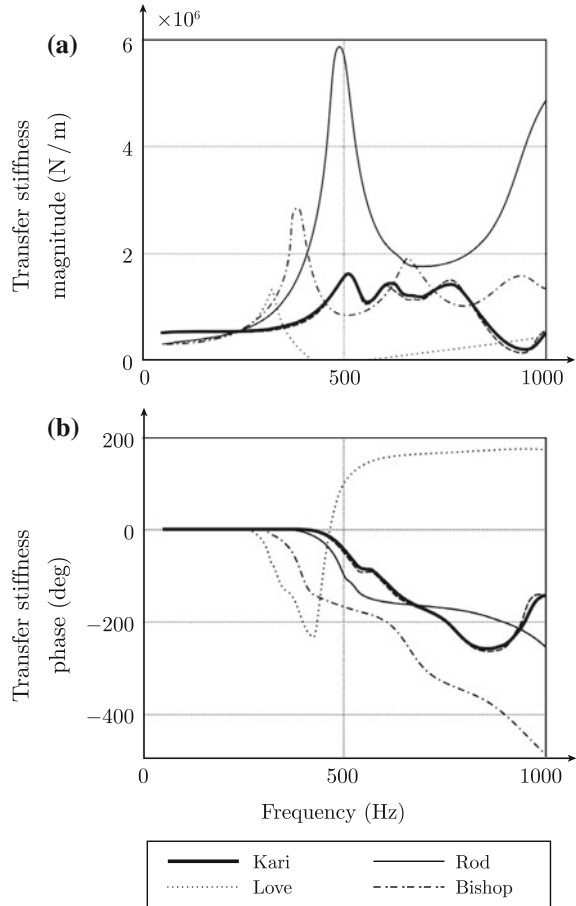 ×10⁶
(a)
6
4
2
0
Transfer stiffness
magnitude (N / m)
0
500
1000
(b)
200
0
−200
−400
Transfer stiffness
phase (deg)
0
500
1000
Frequency (Hz)
Kari
Rod
Love
Bishop